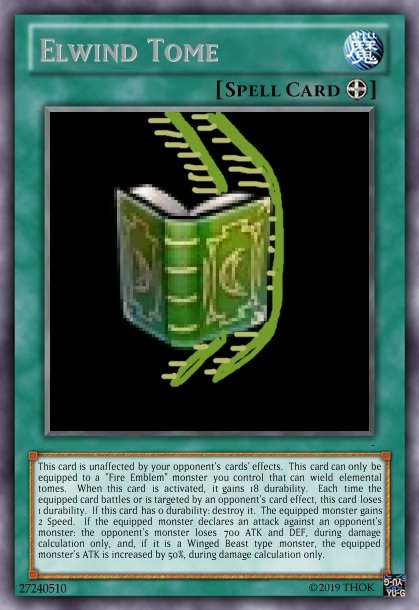 Elwind Tome
魔
[Spell Card ]
This card is unaffected by your opponent's cards' effects. This card can only be
equipped to a "Fire Emblem" monster you control that can wield elemental
tomes. When this card is activated, it gains 18 durability. Each time the
equipped card battles or is targeted by an opponent's card effect, this card loses
1 durability. If this card has 0 durability: destroy it. The equipped monster gains
2 Speed. If the equipped monster declares an attack against an opponent's
monster: the opponent's monster loses 700 ATK and DEF, during damage
calculation only, and, if it is a Winged Beast type monster, the equipped
monster's ATK is increased by 50%, during damage calculation only.
27240510
©2019 THOK